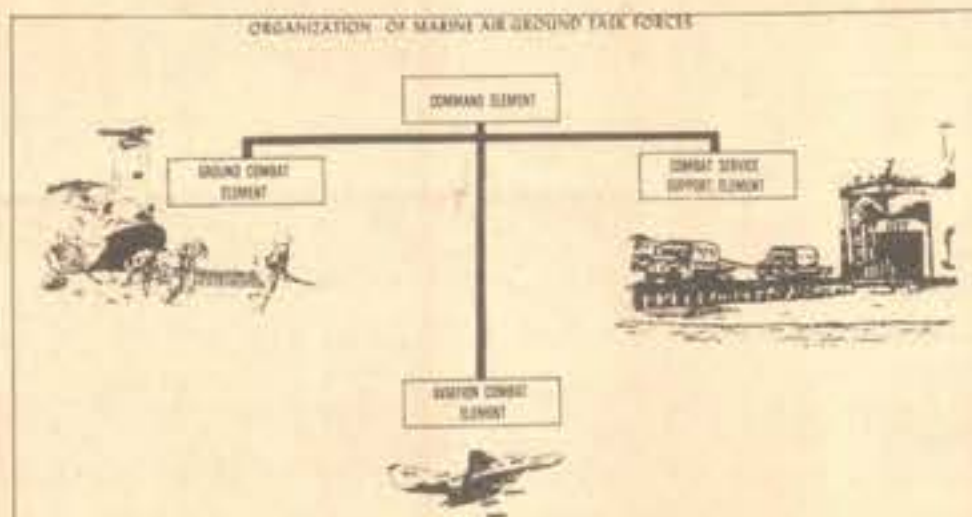 ORGANIZATION OF MARINE AIR-GROUND TASK FORCES
COMMAND ELEMENT
GROUND COMBAT
ELEMENT
COMBAT SERVICE
SUPPORT ELEMENT
AVIATION COMBAT
ELEMENT